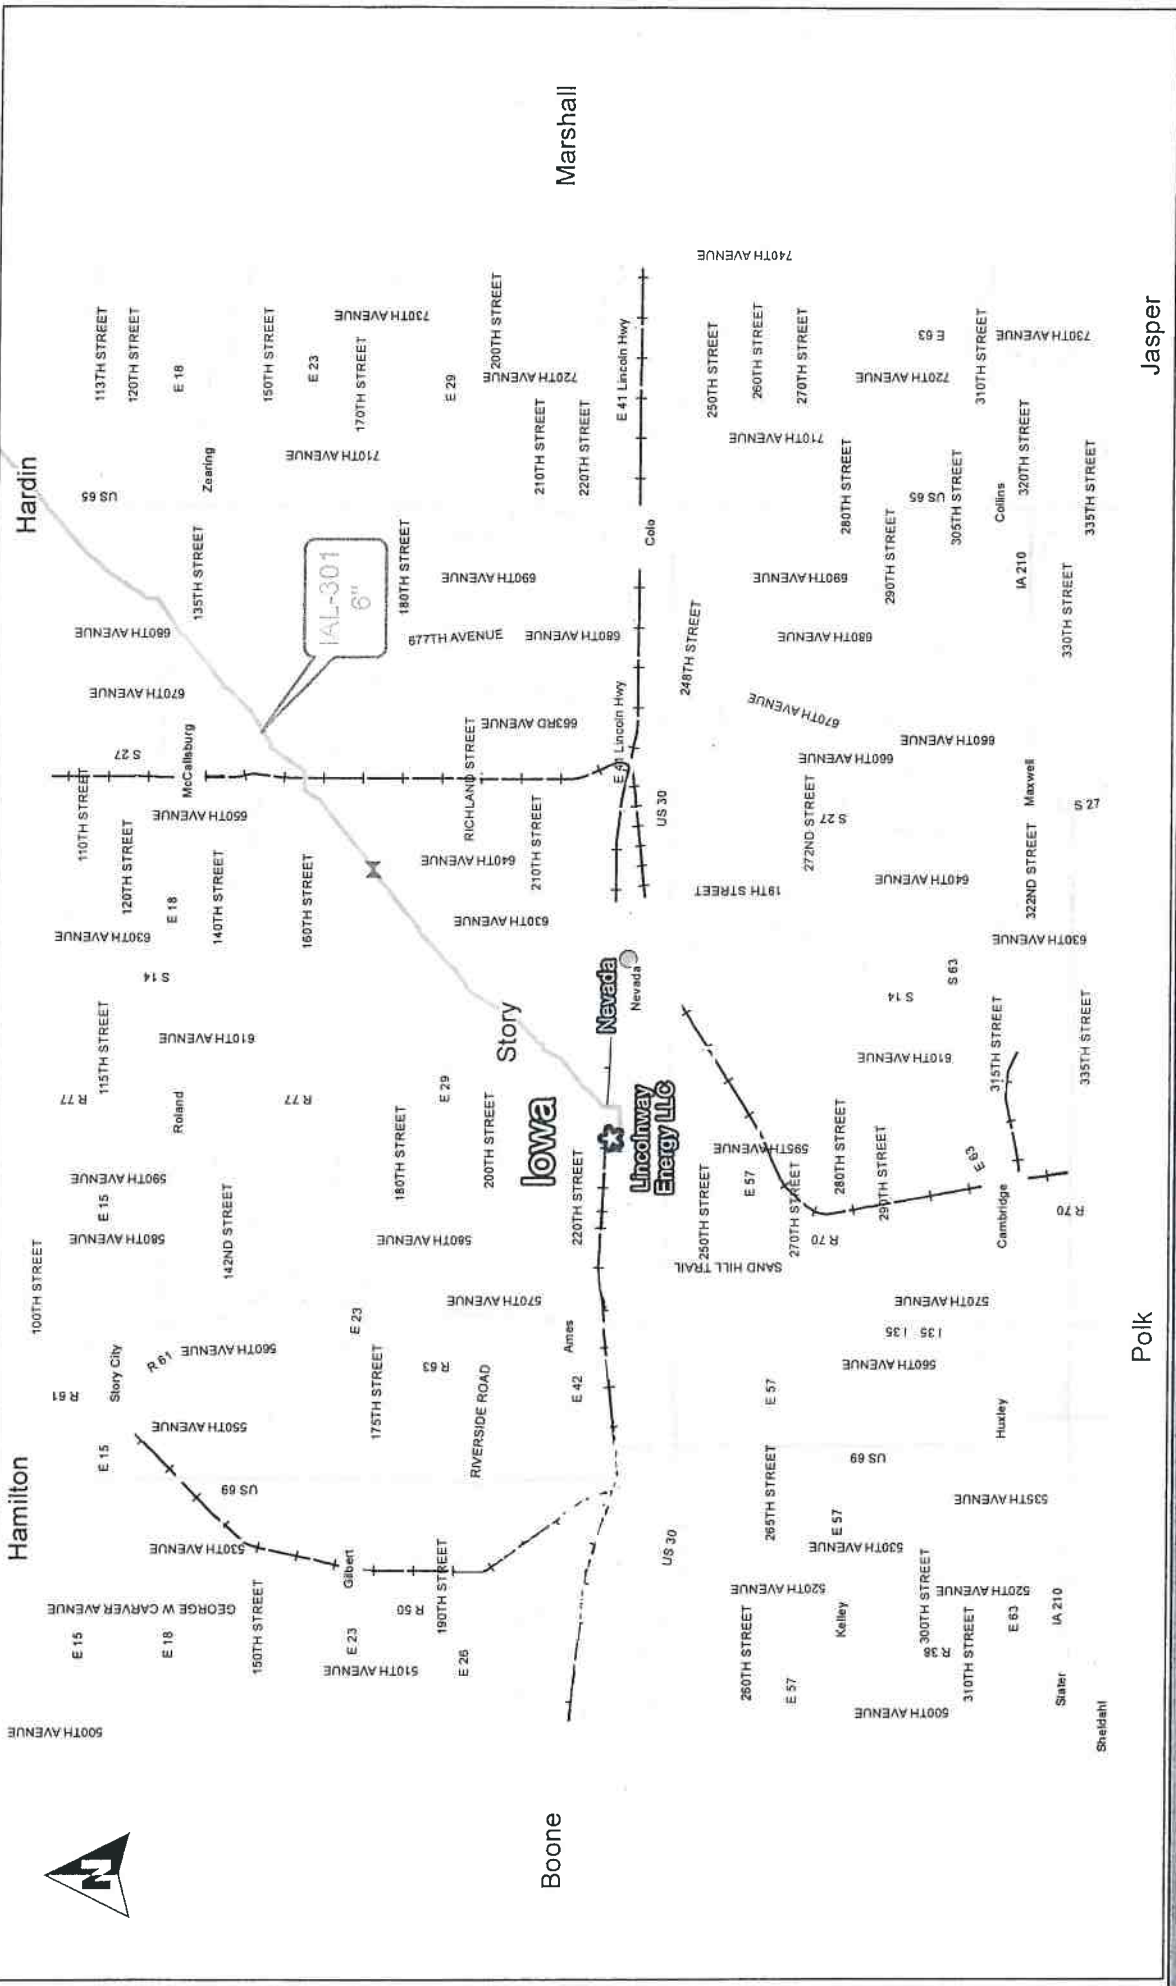 Hamilton
Hardin
Marshall
Boone
Story
Polk
Jasper
N
IAL-301
6"
Iowa
Nevada
Nevada
Lincolnway
Energy LLC
500TH AVENUE
E 15
E 18
GEORGE W CARVER AVENUE
150TH STREET
530TH AVENUE
US 69
E 15
550TH AVENUE
R 61
Story City
R 61
560TH AVENUE
100TH STREET
580TH AVENUE
E 15
590TH AVENUE
142ND STREET
Roland
R 77
115TH STREET
610TH AVENUE
R 77
S 14
630TH AVENUE
E 18
120TH STREET
140TH STREET
110TH STREET
650TH AVENUE
160TH STREET
McCallsburg
S 27
670TH AVENUE
680TH AVENUE
135TH STREET
US 65
Zearing
710TH AVENUE
113TH STREET
120TH STREET
E 18
150TH STREET
E 23
170TH STREET
730TH AVENUE
Gilbert
E 23
510TH AVENUE
R 50
190TH STREET
E 26
175TH STREET
E 23
R 63
RIVERSIDE ROAD
570TH AVENUE
580TH AVENUE
180TH STREET
200TH STREET
E 29
220TH STREET
Ames
E 42
630TH AVENUE
640TH AVENUE
RICHLAND STREET
210TH STREET
663RD AVENUE
E 41 Lincoln Hwy
677TH AVENUE
680TH AVENUE
180TH STREET
690TH AVENUE
E 29
210TH STREET
220TH STREET
720TH AVENUE
200TH STREET
E 41 Lincoln Hwy
Colo
US 30
US 30
740TH AVENUE
250TH STREET
260TH STREET
270TH STREET
710TH AVENUE
280TH STREET
720TH AVENUE
E 63
730TH AVENUE
310TH STREET
US 65
305TH STREET
Collins
320TH STREET
335TH STREET
290TH STREET
IA 210
330TH STREET
690TH AVENUE
680TH AVENUE
248TH STREET
670TH AVENUE
660TH AVENUE
660TH AVENUE
272ND STREET
S 27
Maxwell
S 27
19TH STREET
640TH AVENUE
322ND STREET
630TH AVENUE
S 14
S 63
610TH AVENUE
315TH STREET
335TH STREET
595TH AVENUE
E 57
250TH STREET
270TH STREET
280TH STREET
290TH STREET
E 63
Cambridge
R 70
R 70
SAND HILL TRAIL
570TH AVENUE
I 35 I 35
560TH AVENUE
E 57
Huxley
US 69
265TH STREET
535TH AVENUE
E 57
530TH AVENUE
520TH AVENUE
Kelley
300TH STREET
520TH AVENUE
260TH STREET
E 57
R 38
310TH STREET
E 63
IA 210
500TH AVENUE
Slater
Sheldahl